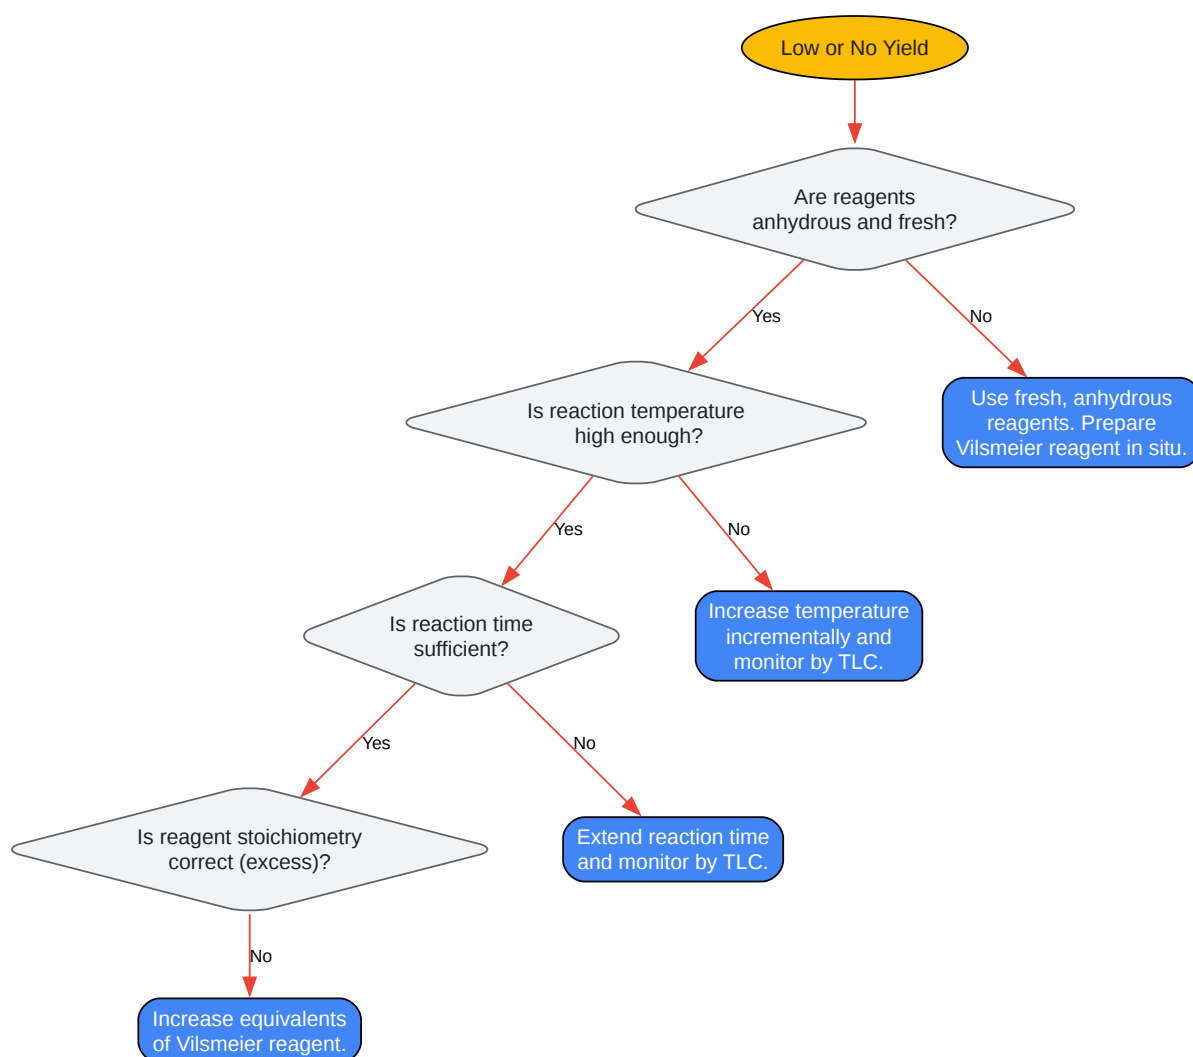 Low or No Yield
Are reagents
anhydrous and fresh?
Yes
No
Is reaction temperature
high enough?
Use fresh, anhydrous
reagents. Prepare
Vilsmeier reagent in situ.
Yes
No
Is reaction time
sufficient?
Increase temperature
incrementally and
monitor by TLC.
Yes
No
Is reagent stoichiometry
correct (excess)?
Extend reaction time
and monitor by TLC.
No
Increase equivalents
of Vilsmeier reagent.